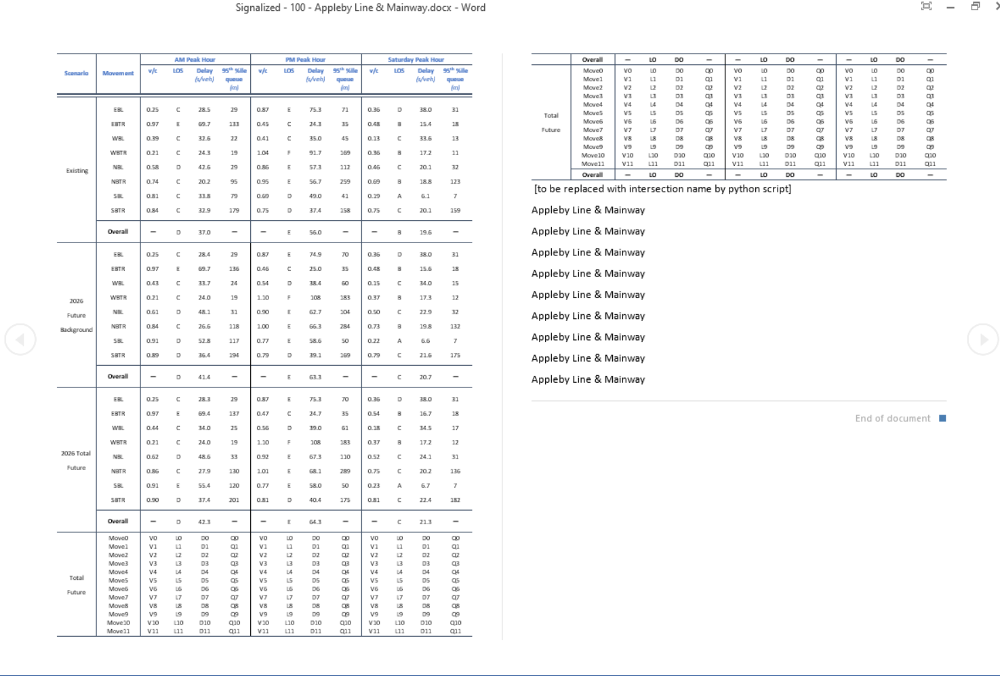 Signalized - 100 - Appleby Line & Mainway.docx - Word
AM Peak Hour PM Peak Hour Saturday Peak Hour
Scenario Movement v/c LOS Delay (s/veh) 95th %ile queue (m) v/c LOS Delay (s/veh) 95th %ile queue (m) v/c LOS Delay (s/veh) 95th %ile queue (m)
Existing
EBL 0.25 C 28.5 29 0.87 E 75.3 71 0.36 D 38.0 31
EBTR 0.97 E 69.7 133 0.45 C 24.3 35 0.48 B 15.4 18
WBL 0.39 C 32.6 22 0.41 C 35.0 45 0.13 C 33.6 13
WBTR 0.21 C 24.3 19 1.04 F 91.7 169 0.36 B 17.2 11
NBL 0.58 D 42.6 29 0.86 E 57.3 112 0.46 C 20.1 32
NBTR 0.74 C 20.2 95 0.95 E 56.7 259 0.69 B 18.8 123
SBL 0.81 C 33.8 79 0.69 D 49.0 41 0.19 A 6.1 7
SBTR 0.84 C 32.9 179 0.75 D 37.4 158 0.75 C 20.1 159
Overall — D 37.0 — — E 56.0 — — B 19.6 —
2026 Future Background
EBL 0.25 C 28.4 29 0.87 E 74.9 70 0.36 D 38.0 31
EBTR 0.97 E 69.7 136 0.46 C 25.0 35 0.48 B 15.6 18
WBL 0.43 C 33.7 24 0.54 D 38.4 60 0.15 C 34.0 15
WBTR 0.21 C 24.0 19 1.10 F 108 183 0.37 B 17.3 12
NBL 0.61 D 48.1 31 0.90 E 62.7 104 0.50 C 22.9 32
NBTR 0.84 C 26.6 118 1.00 E 66.3 284 0.73 B 19.8 132
SBL 0.91 D 52.8 117 0.77 E 58.6 50 0.22 A 6.6 7
SBTR 0.89 D 36.4 194 0.79 D 39.1 169 0.79 C 21.6 175
Overall — D 41.4 — — E 63.3 — — C 20.7 —
2026 Total Future
EBL 0.25 C 28.3 29 0.87 E 75.3 70 0.36 D 38.0 31
EBTR 0.97 E 69.4 137 0.47 C 24.7 35 0.54 B 16.7 18
WBL 0.44 C 34.0 25 0.56 D 39.0 61 0.18 C 34.5 17
WBTR 0.21 C 24.0 19 1.10 F 108 183 0.37 B 17.2 12
NBL 0.62 D 48.6 33 0.92 E 67.3 110 0.52 C 24.1 31
NBTR 0.86 C 27.9 130 1.01 E 68.1 289 0.75 C 20.2 136
SBL 0.91 E 55.4 120 0.77 E 58.0 50 0.23 A 6.7 7
SBTR 0.90 D 37.4 201 0.81 D 40.4 175 0.81 C 22.4 182
Overall — D 42.3 — — E 64.3 — — C 21.3 —
Total Future
Move0 V0 L0 D0 Q0 V0 L0 D0 Q0 V0 L0 D0 Q0
Move1 V1 L1 D1 Q1 V1 L1 D1 Q1 V1 L1 D1 Q1
Move2 V2 L2 D2 Q2 V2 L2 D2 Q2 V2 L2 D2 Q2
Move3 V3 L3 D3 Q3 V3 L3 D3 Q3 V3 L3 D3 Q3
Move4 V4 L4 D4 Q4 V4 L4 D4 Q4 V4 L4 D4 Q4
Move5 V5 L5 D5 Q5 V5 L5 D5 Q5 V5 L5 D5 Q5
Move6 V6 L6 D6 Q6 V6 L6 D6 Q6 V6 L6 D6 Q6
Move7 V7 L7 D7 Q7 V7 L7 D7 Q7 V7 L7 D7 Q7
Move8 V8 L8 D8 Q8 V8 L8 D8 Q8 V8 L8 D8 Q8
Move9 V9 L9 D9 Q9 V9 L9 D9 Q9 V9 L9 D9 Q9
Move10 V10 L10 D10 Q10 V10 L10 D10 Q10 V10 L10 D10 Q10
Move11 V11 L11 D11 Q11 V11 L11 D11 Q11 V11 L11 D11 Q11
Overall — L0 D0 — — L0 D0 — — L0 D0 —
Total Future
Move0 V0 L0 D0 Q0 V0 L0 D0 Q0 V0 L0 D0 Q0
Move1 V1 L1 D1 Q1 V1 L1 D1 Q1 V1 L1 D1 Q1
Move2 V2 L2 D2 Q2 V2 L2 D2 Q2 V2 L2 D2 Q2
Move3 V3 L3 D3 Q3 V3 L3 D3 Q3 V3 L3 D3 Q3
Move4 V4 L4 D4 Q4 V4 L4 D4 Q4 V4 L4 D4 Q4
Move5 V5 L5 D5 Q5 V5 L5 D5 Q5 V5 L5 D5 Q5
Move6 V6 L6 D6 Q6 V6 L6 D6 Q6 V6 L6 D6 Q6
Move7 V7 L7 D7 Q7 V7 L7 D7 Q7 V7 L7 D7 Q7
Move8 V8 L8 D8 Q8 V8 L8 D8 Q8 V8 L8 D8 Q8
Move9 V9 L9 D9 Q9 V9 L9 D9 Q9 V9 L9 D9 Q9
Move10 V10 L10 D10 Q10 V10 L10 D10 Q10 V10 L10 D10 Q10
Move11 V11 L11 D11 Q11 V11 L11 D11 Q11 V11 L11 D11 Q11
Overall — L0 D0 — — L0 D0 — — L0 D0 —
[to be replaced with intersection name by python script]
Appleby Line & Mainway
Appleby Line & Mainway
Appleby Line & Mainway
Appleby Line & Mainway
Appleby Line & Mainway
Appleby Line & Mainway
Appleby Line & Mainway
Appleby Line & Mainway
Appleby Line & Mainway
End of document